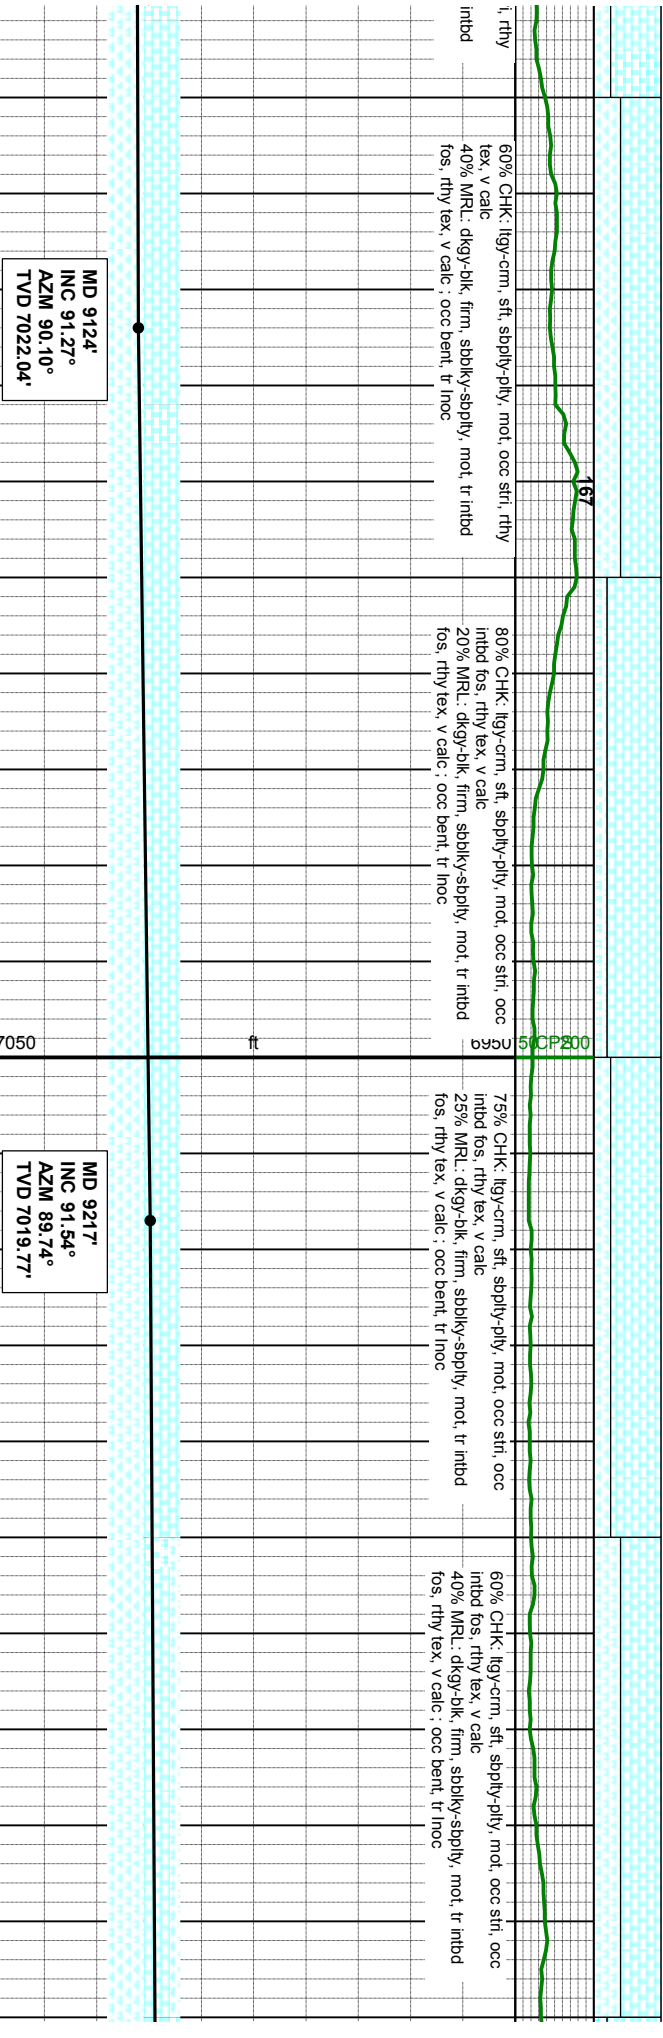 i, rthy
intbd
60% CHK: ltgy-crm, sft, sbplty-plty, mot, occ stri, rthy
tex, v calc
40% MRL: dkgy-blk, firm, sbblky-sbplty, mot, tr intbd
fos, rthy tex, v calc ; occ bent, tr Inoc
MD 9124'
INC 91.27°
AZM 90.10°
TVD 7022.04'
167
80% CHK: ltgy-crm, sft, sbplty-plty, mot, occ stri, occ
intbd fos, rthy tex, v calc
20% MRL: dkgy-blk, firm, sbblky-sbplty, mot, tr intbd
fos, rthy tex, v calc ; occ bent, tr Inoc
7050
ft
6950
50
CPS
200
75% CHK: ltgy-crm, sft, sbplty-plty, mot, occ stri, occ
intbd fos, rthy tex, v calc
25% MRL: dkgy-blk, firm, sbblky-sbplty, mot, tr intbd
fos, rthy tex, v calc ; occ bent, tr Inoc
MD 9217'
INC 91.54°
AZM 89.74°
TVD 7019.77'
60% CHK: ltgy-crm, sft, sbplty-plty, mot, occ stri, occ
intbd fos, rthy tex, v calc
40% MRL: dkgy-blk, firm, sbblky-sbplty, mot, tr intbd
fos, rthy tex, v calc ; occ bent, tr Inoc